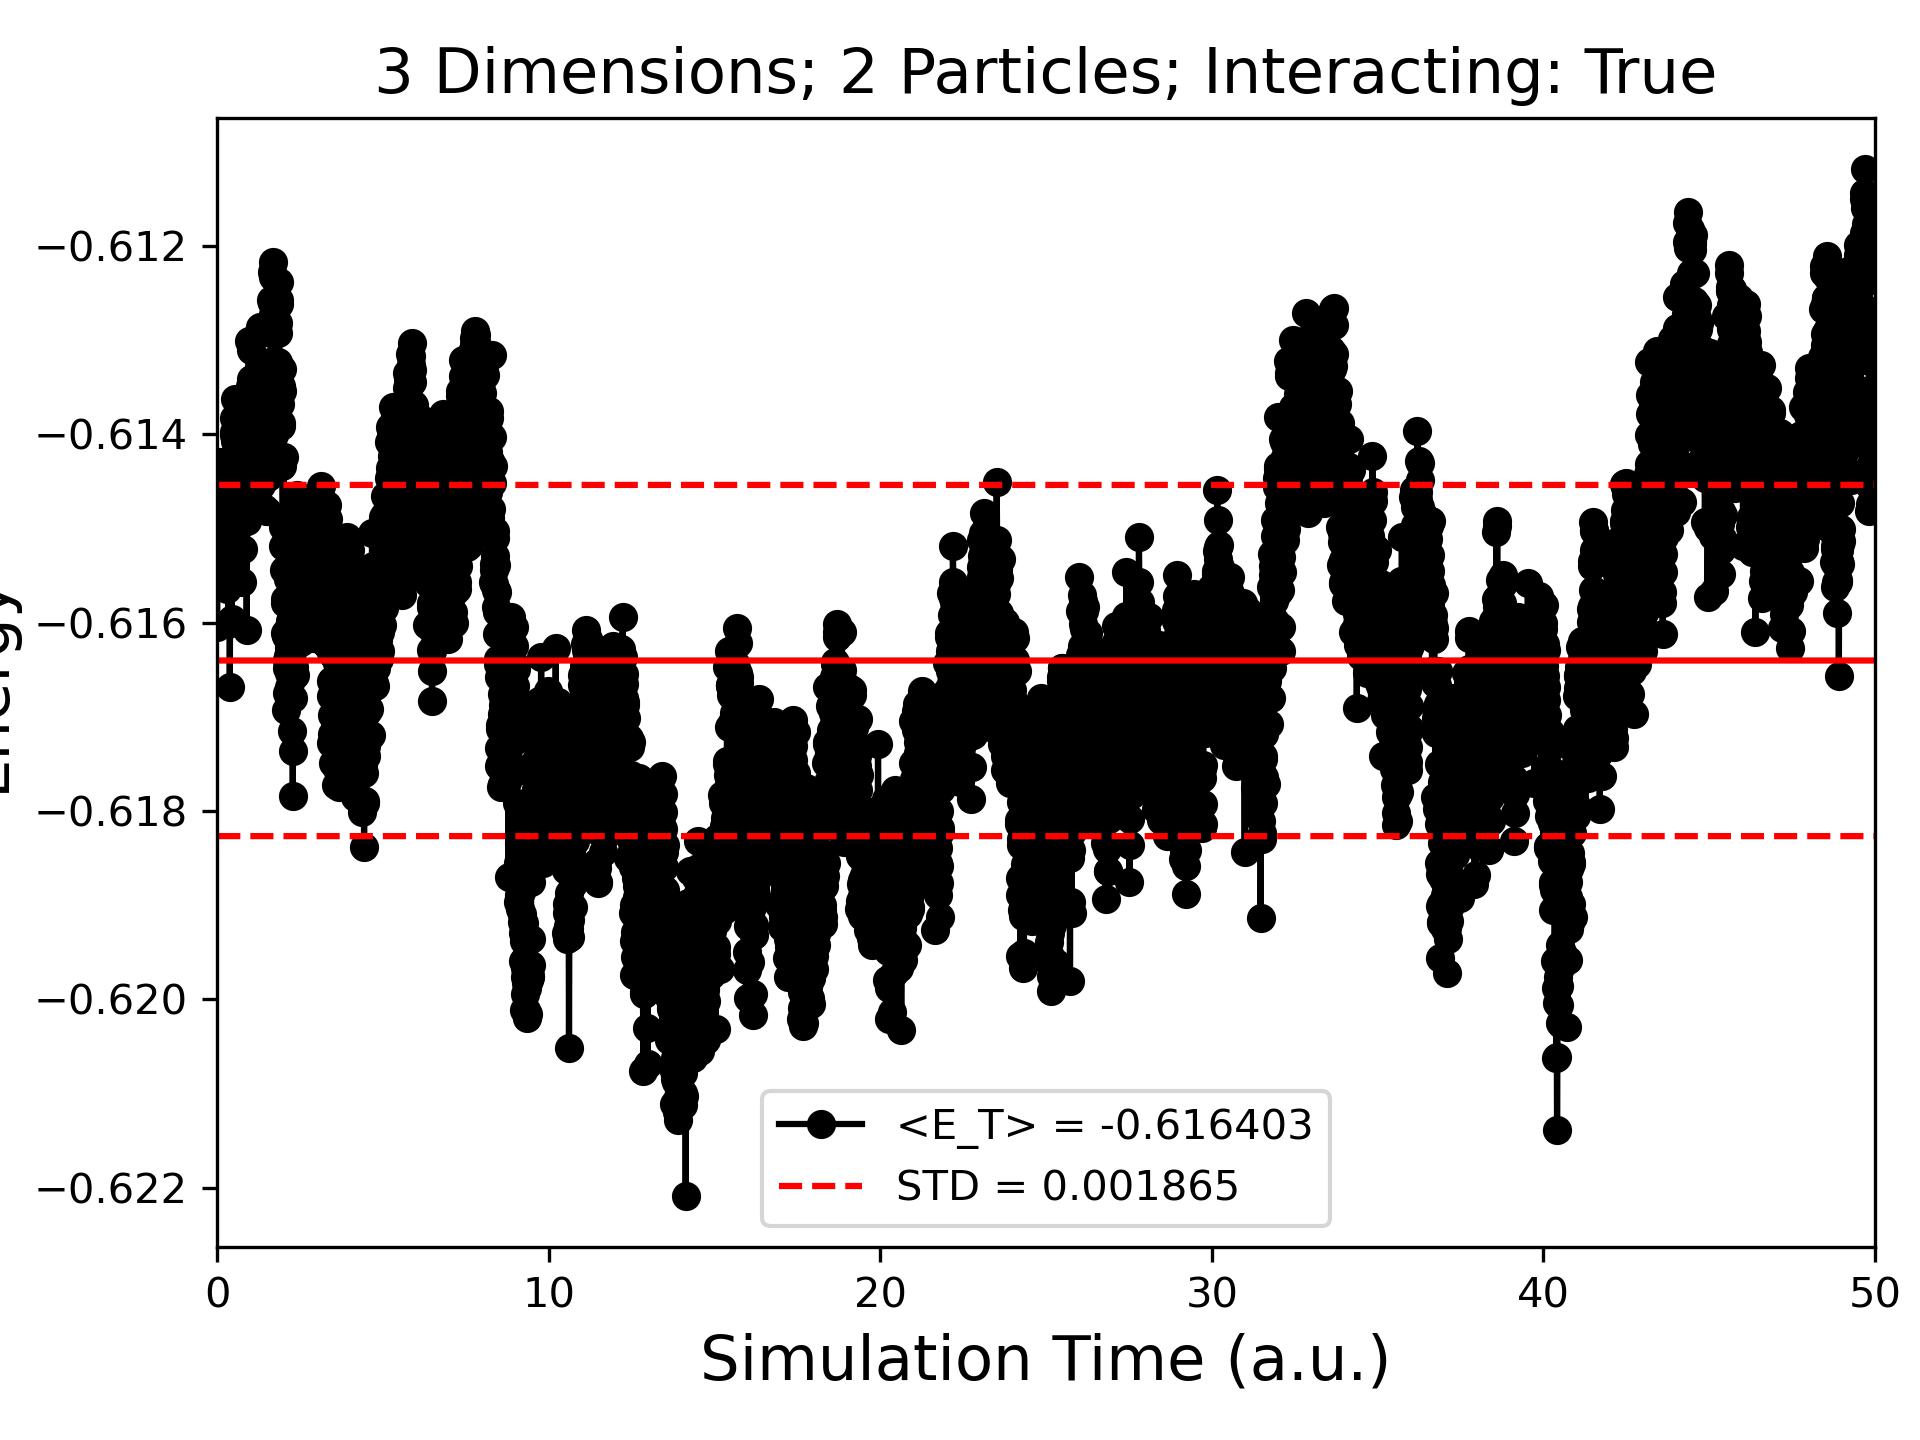 3 Dimensions; 2 Particles; Interacting: True
Energy
−0.612
−0.614
−0.616
−0.618
−0.620
−0.622
<E_T> = -0.616403
STD = 0.001865
0 10 20 30 40 50
Simulation Time (a.u.)